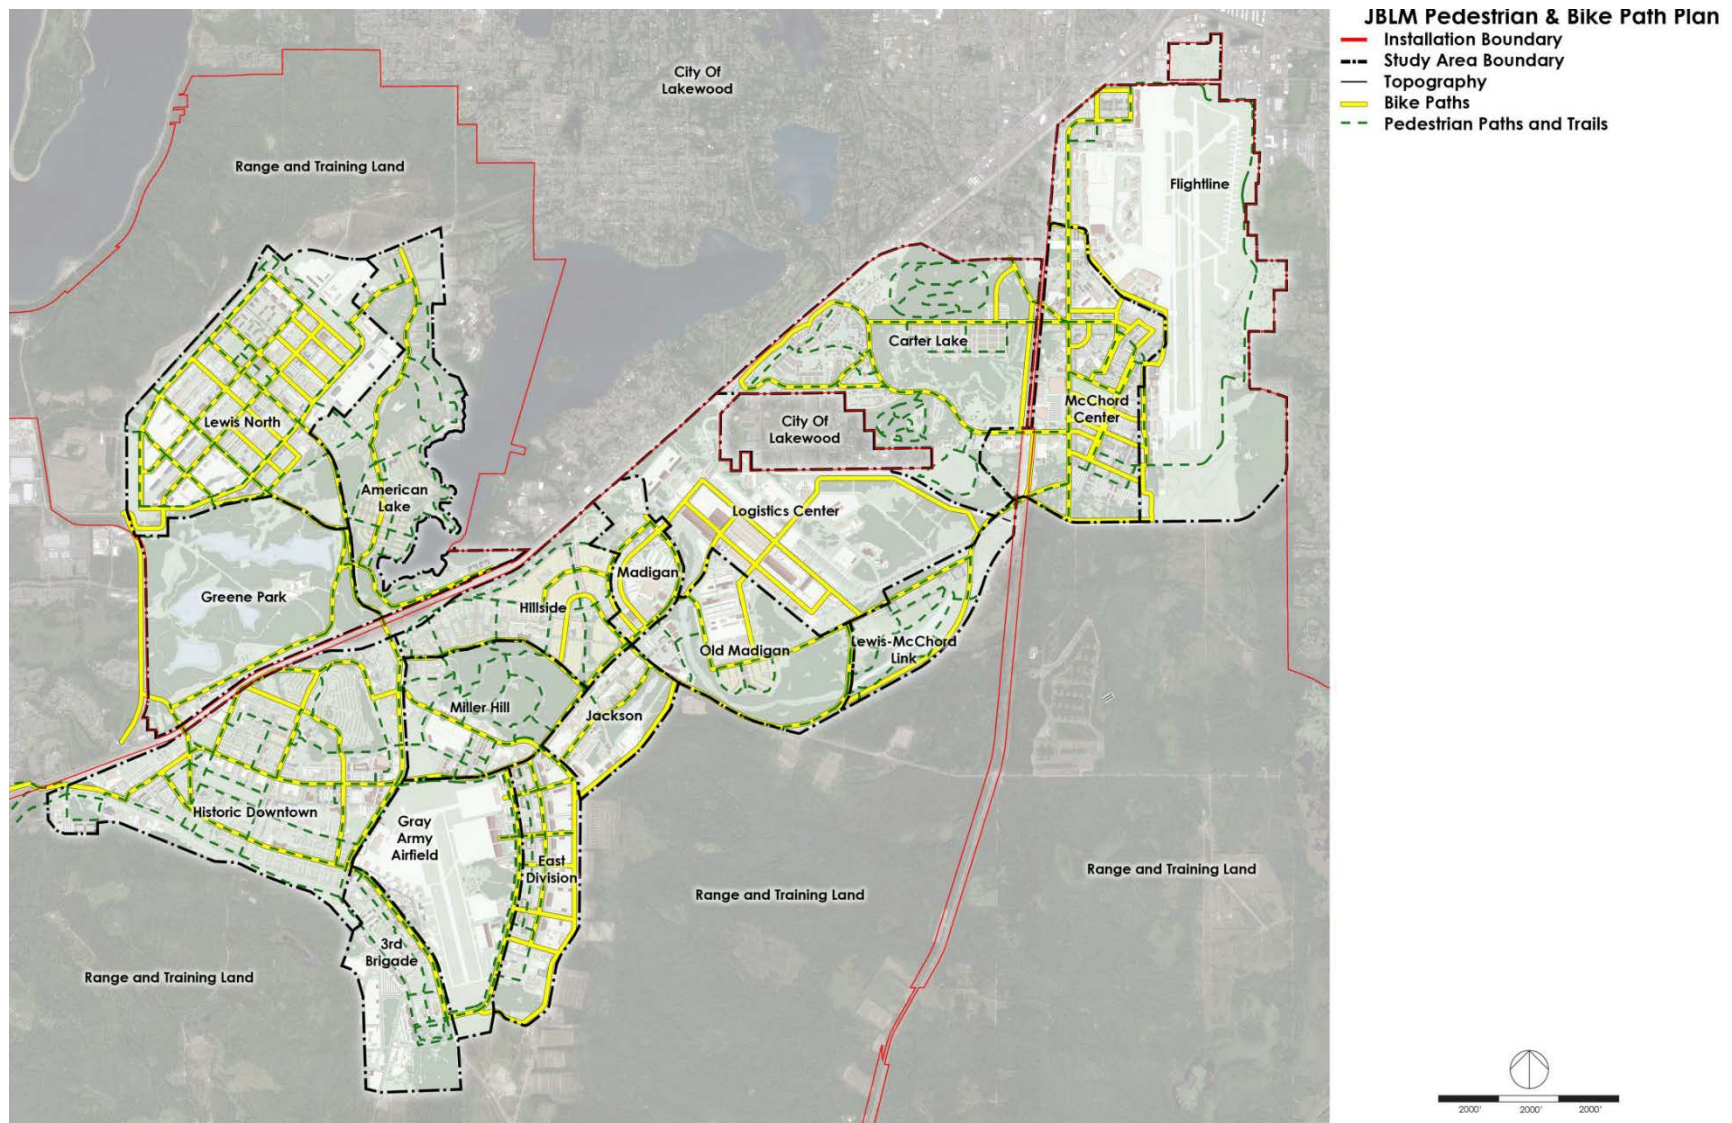 JBLM Pedestrian & Bike Path Plan
Installation Boundary
Study Area Boundary
Topography
Bike Paths
Pedestrian Paths and Trails
City Of
Lakewood
Range and Training Land
Flightline
Carter Lake
McChord
Center
City Of
Lakewood
Lewis North
American
Lake
Logistics Center
Greene Park
Madigan
Hillside
Old Madigan
Lewis-McChord
Link
Miller Hill
Jackson
Historic Downtown
Gray
Army
Airfield
East
Division
Range and Training Land
Range and Training Land
3rd
Brigade
Range and Training Land
2000'
2000'
2000'